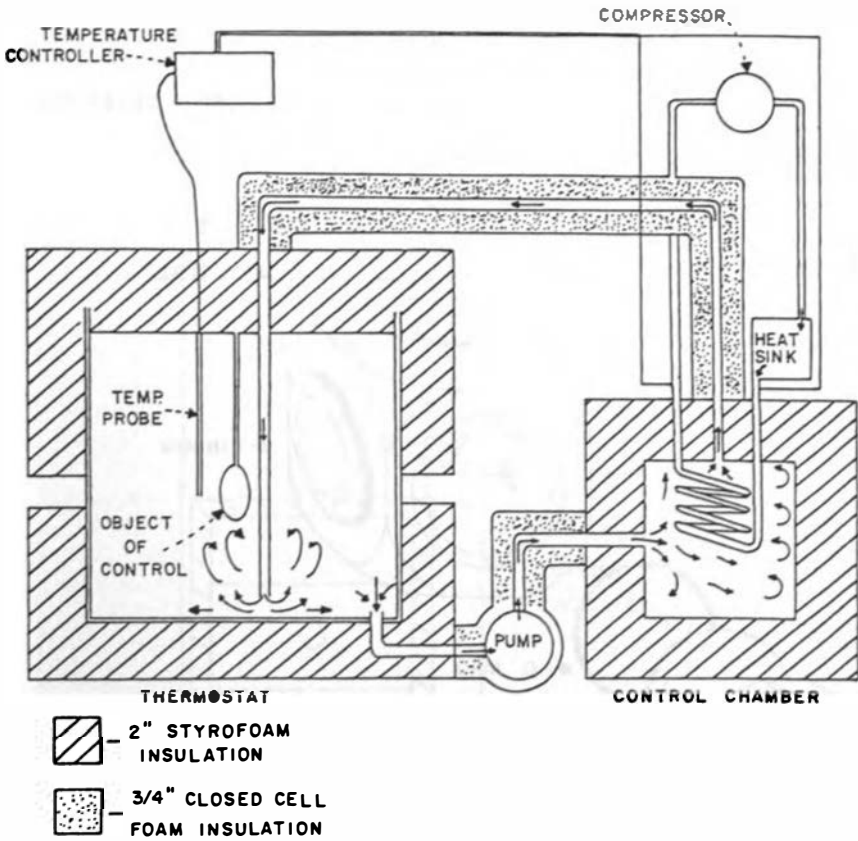 COMPRESSOR
TEMPERATURE
CONTROLLER
HEAT
SINK
TEMP.
PROBE
OBJECT
OF
CONTROL
PUMP
THERMOSTAT
CONTROL CHAMBER
2" STYROFOAM
INSULATION
3/4" CLOSED CELL
FOAM INSULATION